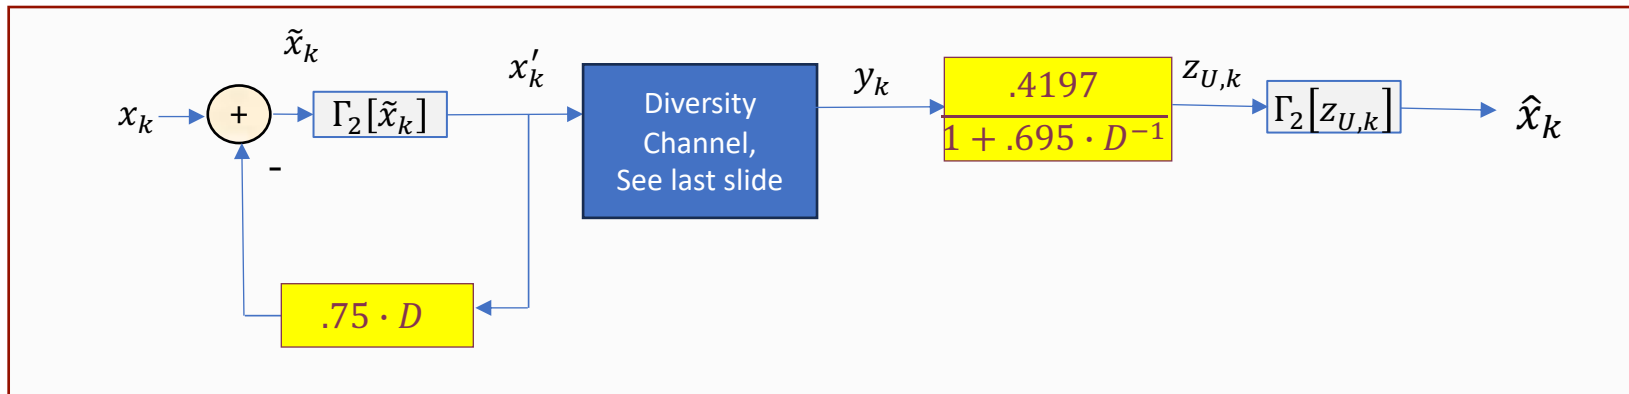 x̃ₖ
xₖ
+
-
Γ₂[x̃ₖ]
x′ₖ
Diversity
Channel,
See last slide
yₖ
.4197
1 + .695 · D⁻¹
z_{U,k}
Γ₂[z_{U,k}]
x̂ₖ
.75 · D